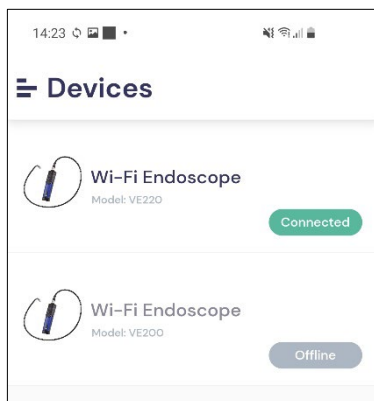 14:23
Devices
Wi-Fi Endoscope
Model: VE220
Connected
Wi-Fi Endoscope
Model: VE200
Offline